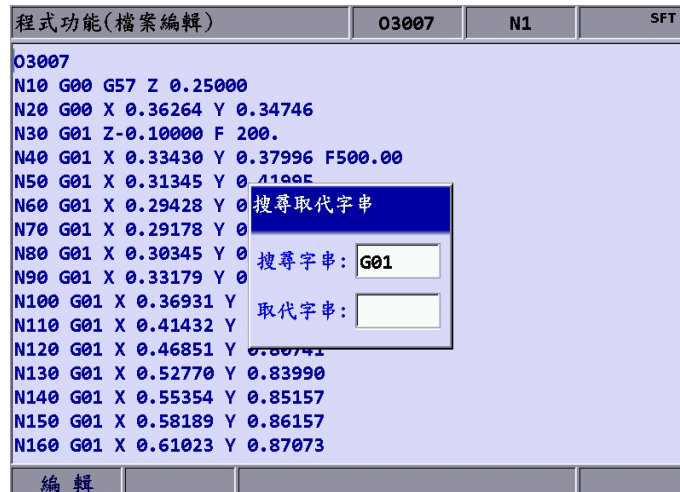 程式功能(檔案編輯) O3007 N1 SFT
O3007
N10 G00 G57 Z 0.25000
N20 G00 X 0.36264 Y 0.34746
N30 G01 Z-0.10000 F 200.
N40 G01 X 0.33430 Y 0.37996 F500.00
N50 G01 X 0.31345 Y 0.41995
N60 G01 X 0.29428 Y 0
N70 G01 X 0.29178 Y 0
N80 G01 X 0.30345 Y 0
N90 G01 X 0.33179 Y 0
N100 G01 X 0.36931 Y
N110 G01 X 0.41432 Y
N120 G01 X 0.46851 Y 0.80741
N130 G01 X 0.52770 Y 0.83990
N140 G01 X 0.55354 Y 0.85157
N150 G01 X 0.58189 Y 0.86157
N160 G01 X 0.61023 Y 0.87073
搜尋取代字串
搜尋字串: G01
取代字串:
編 輯